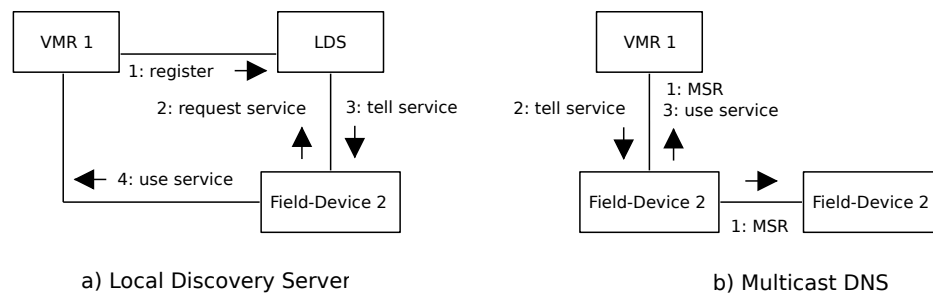 VMR 1
LDS
1: register
2: request service
3: tell service
4: use service
Field-Device 2
a) Local Discovery Server
VMR 1
1: MSR
2: tell service
3: use service
Field-Device 2
Field-Device 2
1: MSR
b) Multicast DNS